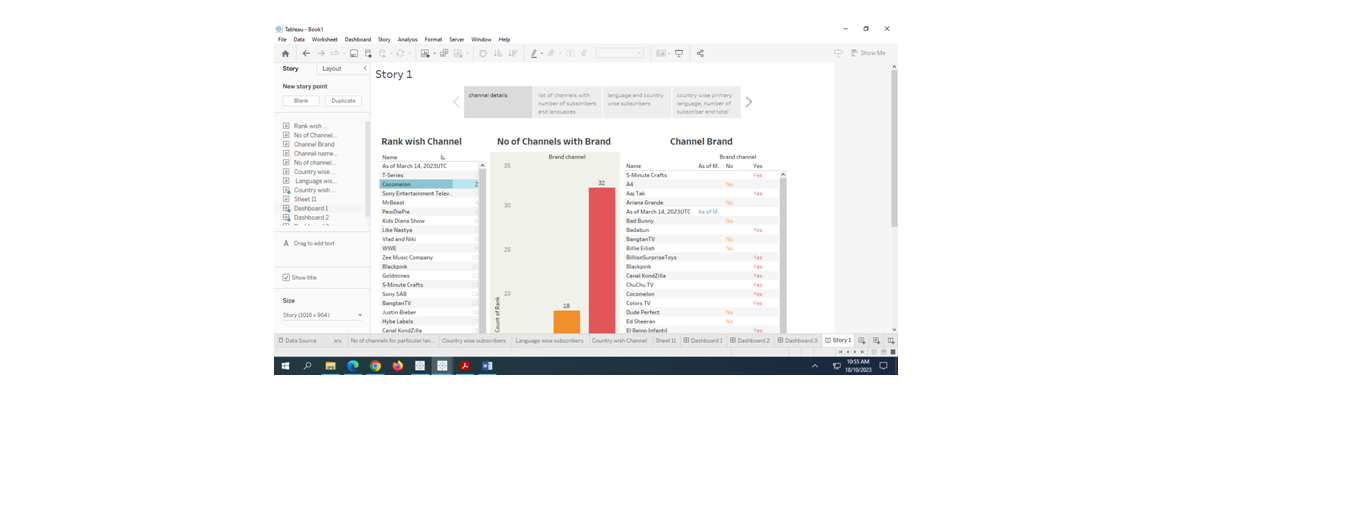 Tableau - Book1
File Data Worksheet Dashboard Story Analysis Format Server Window Help
Show Me
Story Layout
New story point
Blank Duplicate
Rank wish ...
No of Channel...
Channel Brand
Channel name...
No of channel...
Country wise ...
Language wis...
Country wish ...
Sheet 11
Dashboard 1
Dashboard 2
A Drag to add text
Show title
Size
Story (1016 x 964)
Story 1
channel details
list of channels with
number of subscribers
and languages
language and country
wise subscribers
country wise primary
language, number of
subscriber and total.
Rank wish Channel
Name
As of March 14, 2023UTC
T-Series
Cocomelon 2
Sony Entertainment Telev..
MrBeast
PewDiePie
Kids Diana Show
Like Nastya
Vlad and Niki
WWE
Zee Music Company
Blackpink
Goldmines
5-Minute Crafts
Sony SAB
BangtanTV
Justin Bieber
Hybe Labels
Canal KondZilla
No of Channels with Brand
Brand channel
35
30
25
20
Count of Rank
18
32
Channel Brand
Brand channel
Name As of M.. No Yes
5-Minute Crafts Yes
A4 No
Aaj Tak Yes
Ariana Grande No
As of March 14, 2023UTC As of M..
Bad Bunny No
Badabun Yes
BangtanTV No
Billie Eilish No
BillionSurpriseToys Yes
Blackpink Yes
Canal KondZilla Yes
ChuChu TV Yes
Cocomelon Yes
Colors TV Yes
Dude Perfect No
Ed Sheeran No
El Reino Infantil Yes
Data Source ers No of channels for particular lan... Country wise subscribers Language wise subscribers Country wish Channel Sheet 11 Dashboard 1 Dashboard 2 Dashboard 3 Story 1
10:55 AM
18/10/2023